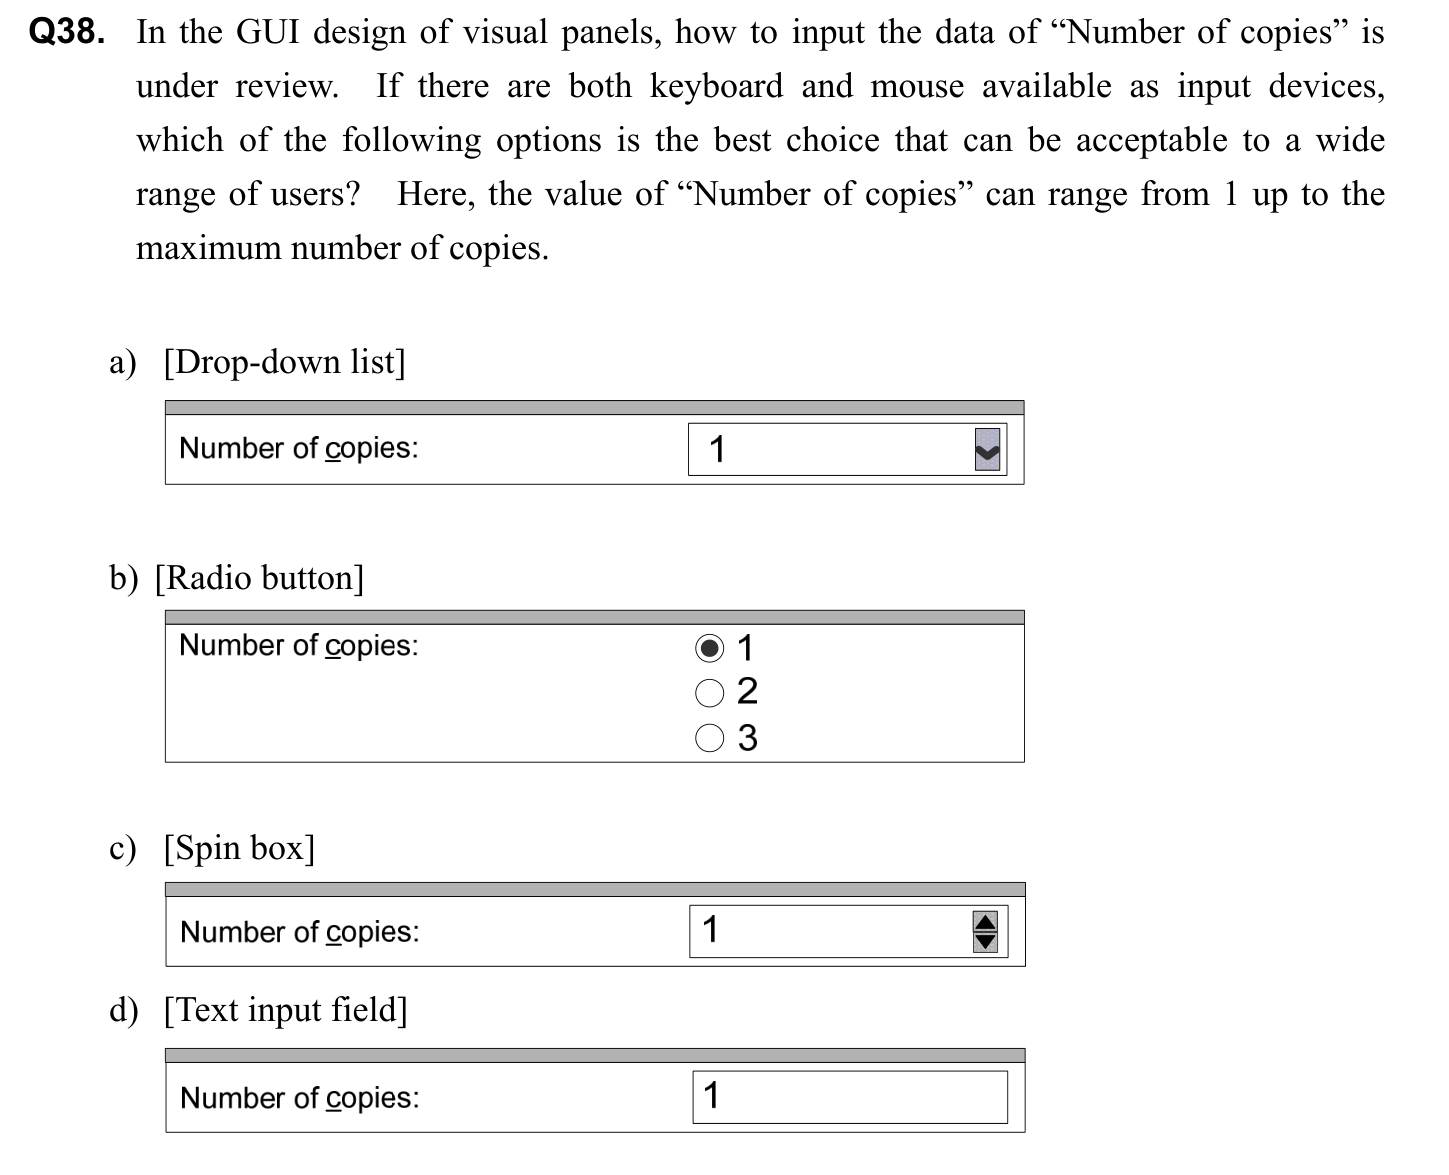 Q38. In the GUI design of visual panels, how to input the data of “Number of copies” is
under review. If there are both keyboard and mouse available as input devices,
which of the following options is the best choice that can be acceptable to a wide
range of users? Here, the value of “Number of copies” can range from 1 up to the
maximum number of copies.
a) [Drop-down list]
Number of copies: 1
b) [Radio button]
Number of copies: 1
2
3
c) [Spin box]
Number of copies: 1
d) [Text input field]
Number of copies: 1